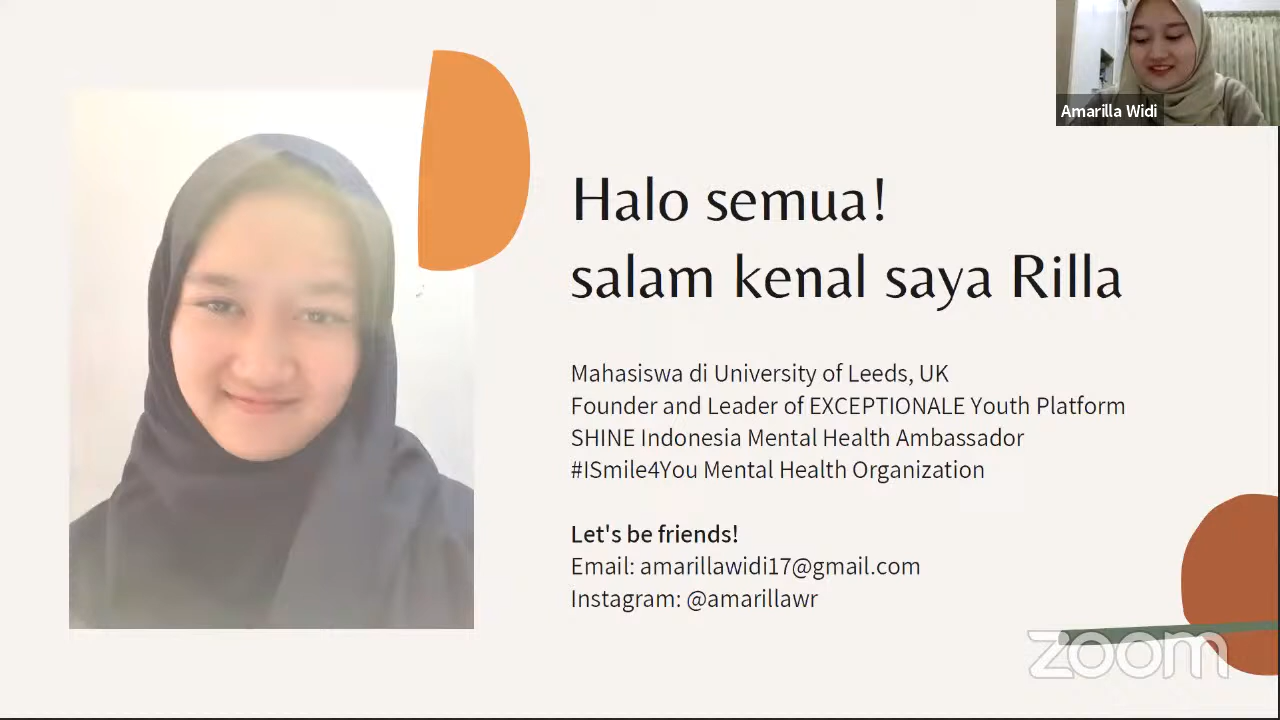 Amarilla Widi
Halo semua!
salam kenal saya Rilla
Mahasiswa di University of Leeds, UK
Founder and Leader of EXCEPTIONALE Youth Platform
SHINE Indonesia Mental Health Ambassador
#ISmile4You Mental Health Organization
Let's be friends!
Email: amarillawidi17@gmail.com
Instagram: @amarillawr
zoom